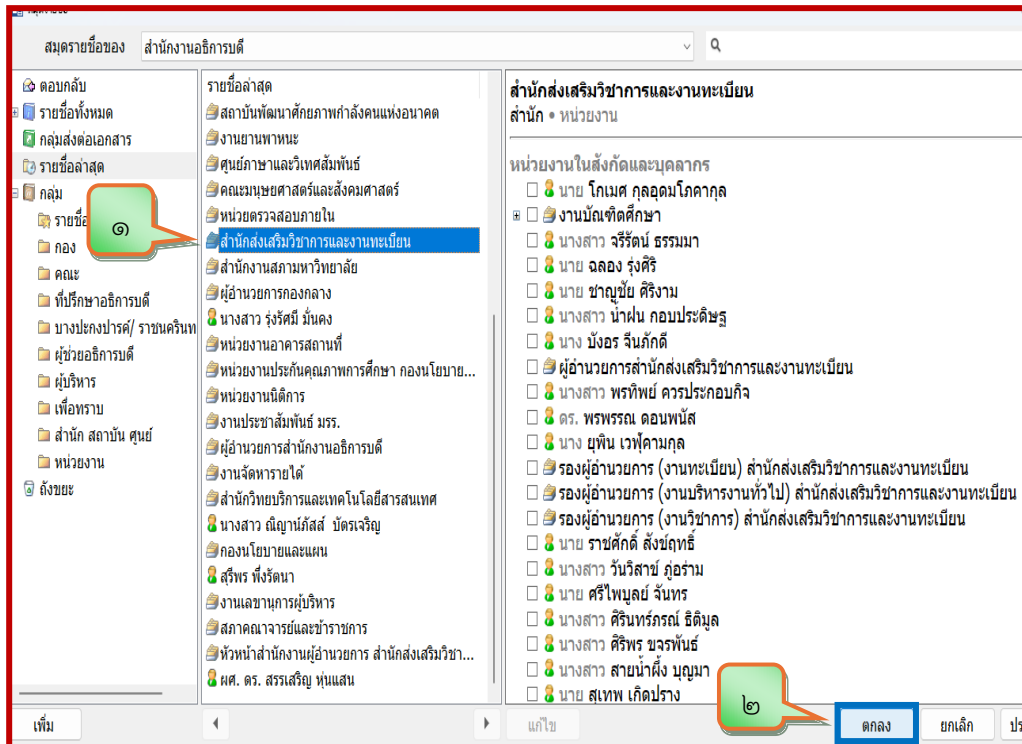 สมุดรายชื่อของ สำนักงานอธิการบดี
ตอบกลับ
รายชื่อทั้งหมด
กลุ่มส่งต่อเอกสาร
รายชื่อล่าสุด
กลุ่ม
รายชื่อ
กอง
คณะ
ที่ปรึกษาอธิการบดี
บางปะกงปาร์ค/ ราชนครินท
ผู้ช่วยอธิการบดี
ผู้บริหาร
เพื่อทราบ
สำนัก สถาบัน ศูนย์
หน่วยงาน
ถังขยะ
๑
รายชื่อล่าสุด
สถาบันพัฒนาศักยภาพกำลังคนแห่งอนาคต
งานยานพาหนะ
ศูนย์ภาษาและวิเทศสัมพันธ์
คณะมนุษยศาสตร์และสังคมศาสตร์
หน่วยตรวจสอบภายใน
สำนักส่งเสริมวิชาการและงานทะเบียน
สำนักงานสภามหาวิทยาลัย
ผู้อำนวยการกองกลาง
นางสาว รุ่งรัศมี มั่นคง
หน่วยงานอาคารสถานที่
หน่วยงานประกันคุณภาพการศึกษา กองนโยบาย...
หน่วยงานนิติการ
งานประชาสัมพันธ์ มรร.
ผู้อำนวยการสำนักงานอธิการบดี
งานจัดหารายได้
สำนักวิทยบริการและเทคโนโลยีสารสนเทศ
นางสาว ณิญาน์ภัสส์ บัตรเจริญ
กองนโยบายและแผน
สุรีพร พึ่งรัตนา
งานเลขานุการผู้บริหาร
สภาคณาจารย์และข้าราชการ
หัวหน้าสำนักงานผู้อำนวยการ สำนักส่งเสริมวิชา...
ผศ. ดร. สรรเสริญ หุ่นแสน
สำนักส่งเสริมวิชาการและงานทะเบียน
สำนัก • หน่วยงาน
หน่วยงานในสังกัดและบุคลากร
นาย โกเมศ กุลอุดมโภคากุล
งานบัณฑิตศึกษา
นางสาว จรีรัตน์ ธรรมมา
นาย ฉลอง รุ่งศิริ
นาย ชาญชัย ศิริงาม
นางสาว น้ำฝน กอบประดิษฐ
นาง บังอร จีนภักดี
ผู้อำนวยการสำนักส่งเสริมวิชาการและงานทะเบียน
นางสาว พรทิพย์ ควรประกอบกิจ
ดร. พรพรรณ ดอนพนัส
นาง ยุพิน เวฬุคามกุล
รองผู้อำนวยการ (งานทะเบียน) สำนักส่งเสริมวิชาการและงานทะเบียน
รองผู้อำนวยการ (งานบริหารงานทั่วไป) สำนักส่งเสริมวิชาการและงานทะเบียน
รองผู้อำนวยการ (งานวิชาการ) สำนักส่งเสริมวิชาการและงานทะเบียน
นาย ราชศักดิ์ สังข์ฤทธิ์
นางสาว วันวิสาข์ ภู่อร่าม
นาย ศรีไพบูลย์ จันทร
นางสาว ศิรินทร์ภรณ์ ธิติมูล
นางสาว ศิริพร ขจรพันธ์
นางสาว สายน้ำผึ้ง บุญมา
นาย สุเทพ เกิดปราง
๒
เพิ่ม แก้ไข ตกลง ยกเลิก